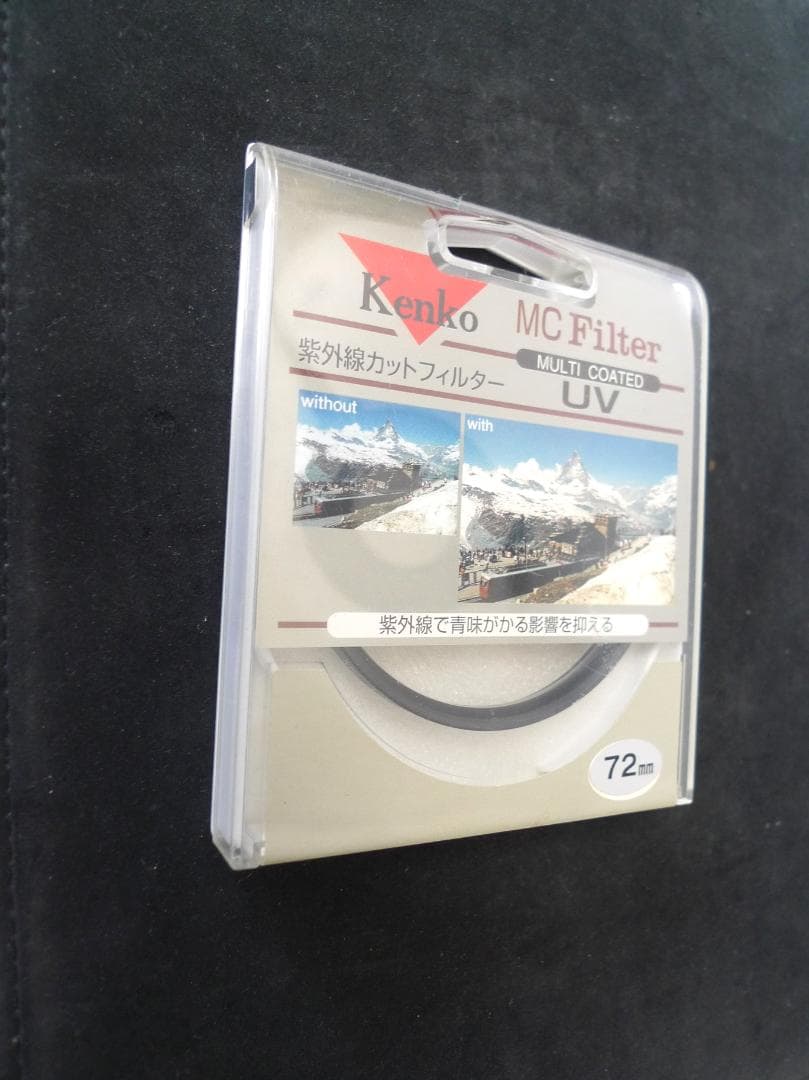 Kenko
MC Filter
MULTI COATED
UV
紫外線カットフィルター
without
with
紫外線で青味がかる影響を抑える
72mm